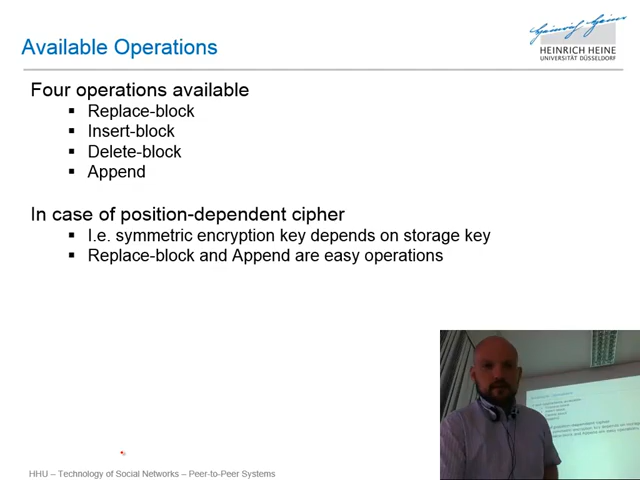 Available Operations
Heinrich Heine
HEINRICH HEINE
UNIVERSITÄT DÜSSELDORF
Four operations available
▪ Replace-block
▪ Insert-block
▪ Delete-block
▪ Append
In case of position-dependent cipher
▪ I.e. symmetric encryption key depends on storage key
▪ Replace-block and Append are easy operations
HHU – Technology of Social Networks – Peer-to-Peer Systems